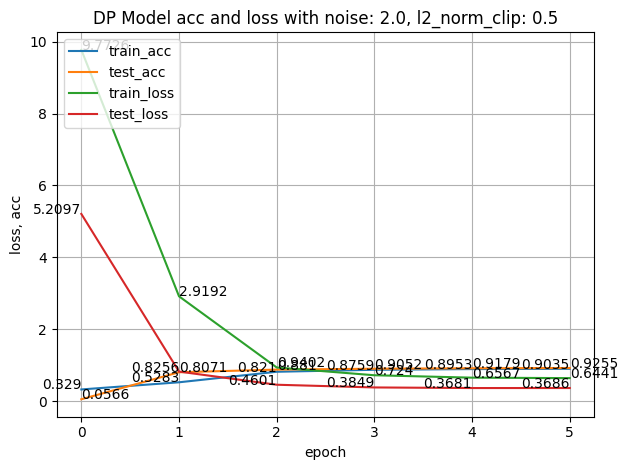 DP Model acc and loss with noise: 2.0, l2_norm_clip: 0.5
10
9.7726
train_acc
test_acc
train_loss
test_loss
8
6
5.2097
4
2.9192
2
0.9402
0.8256 0.8071 0.8759 0.9052 0.8953 0.9179 0.9035 0.9255
0.5283 0.724 0.6567 0.6441
0.329 0.4601 0.3849 0.3681 0.3686
0.0566
0
0 1 2 3 4 5
epoch
loss, acc